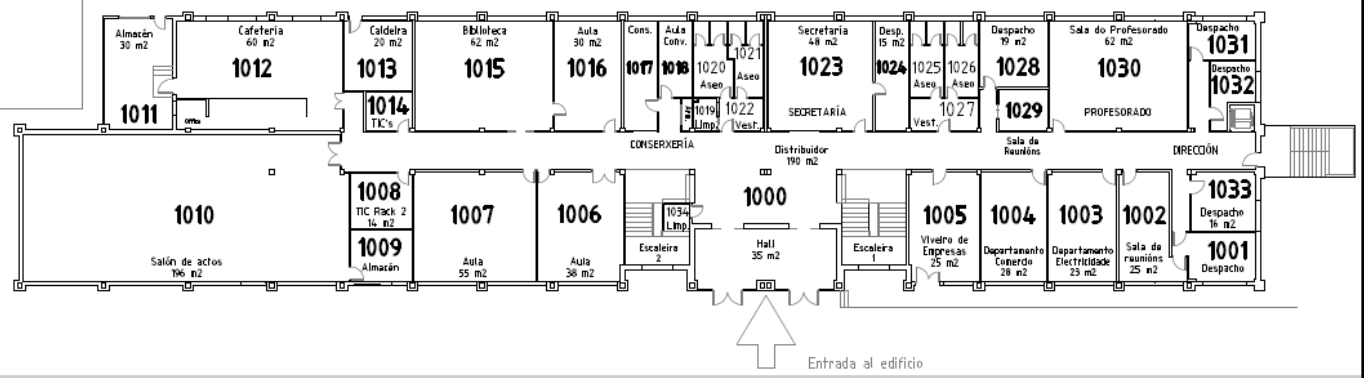 Almacén
30 m2
1011
Cafetería
60 m2
1012
Office
Caldeira
20 m2
1013
1014
TIC's
Biblioteca
62 m2
1015
Aula
30 m2
1016
Cons.
1017
Aula
Conv.
1018
1020
Aseo
1021
Aseo
1019
Limp.
1022
Vest.
Secretaría
48 m2
1023
SECRETARÍA
Desp.
15 m2
1024
1025
Aseo
1026
Aseo
1027
Vest.
Despacho
19 m2
1028
1029
Sala de
Reunións
Sala do Profesorado
62 m2
1030
PROFESORADO
Despacho
1031
Despacho
1032
CONSERXERÍA
Distribuidor
190 m2
DIRECCIÓN
1010
Salón de actos
196 m2
1008
TIC Rack 2
14 m2
1009
Almacén
1007
Aula
55 m2
1006
Aula
38 m2
1034
Limp.
Escaleira
2
1000
Hall
35 m2
Escaleira
1
1005
Viveiro de
Empresas
25 m2
1004
Departamento
Comercio
28 m2
1003
Departamento
Electricidade
23 m2
1002
Sala de
reunións
25 m2
1033
Despacho
16 m2
1001
Despacho
Entrada al edificio